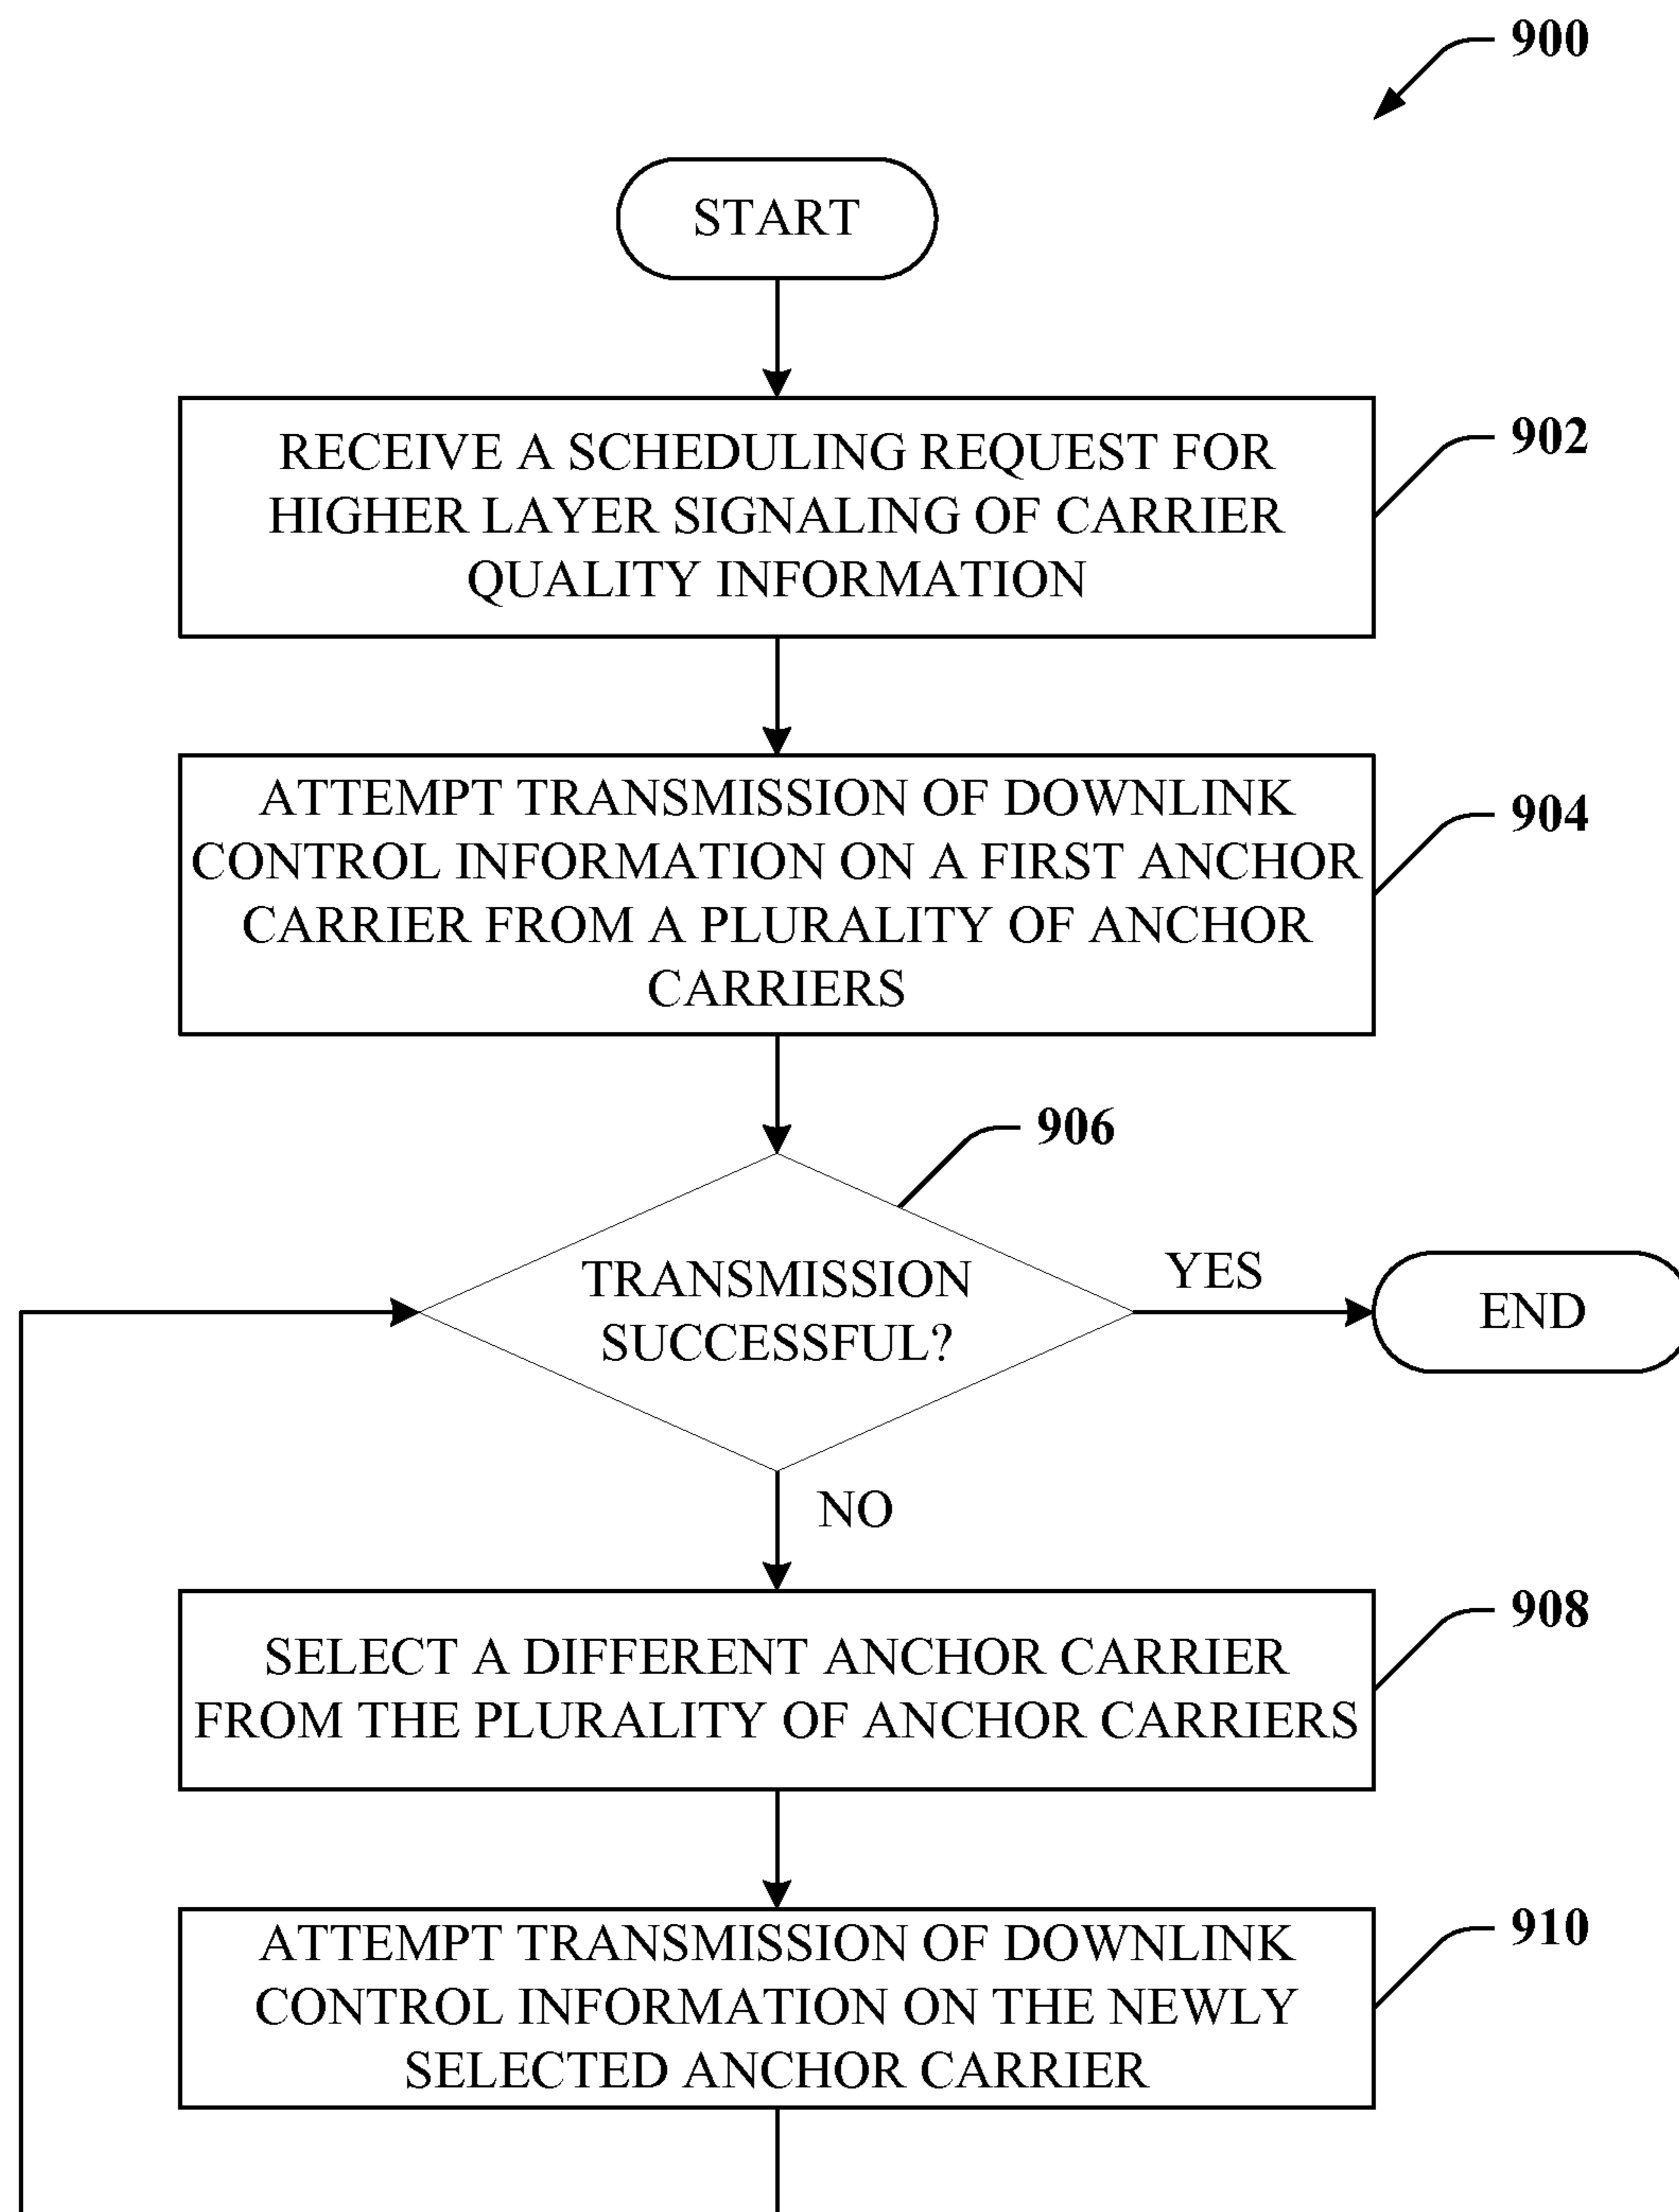 900
START
RECEIVE A SCHEDULING REQUEST FOR
HIGHER LAYER SIGNALING OF CARRIER
QUALITY INFORMATION
902
ATTEMPT TRANSMISSION OF DOWNLINK
CONTROL INFORMATION ON A FIRST ANCHOR
CARRIER FROM A PLURALITY OF ANCHOR
CARRIERS
904
906
TRANSMISSION
SUCCESSFUL?
YES
END
NO
SELECT A DIFFERENT ANCHOR CARRIER
FROM THE PLURALITY OF ANCHOR CARRIERS
908
ATTEMPT TRANSMISSION OF DOWNLINK
CONTROL INFORMATION ON THE NEWLY
SELECTED ANCHOR CARRIER
910